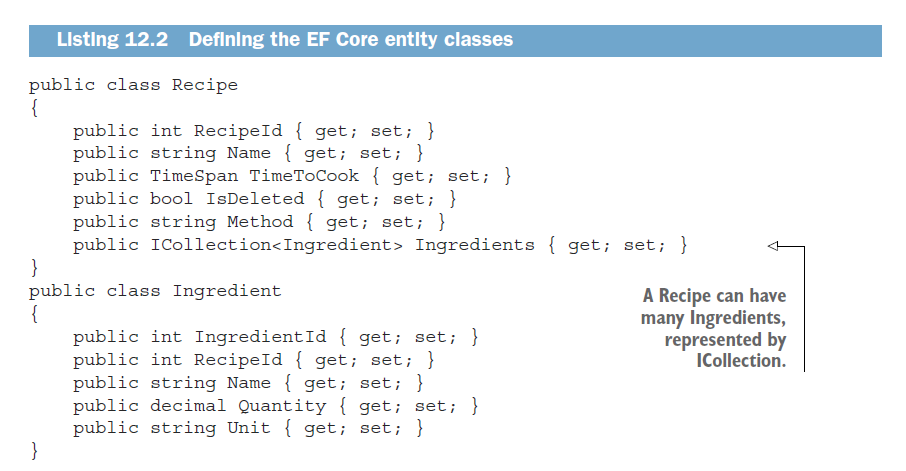 Listing 12.2 Defining the EF Core entity classes
public class Recipe
{
    public int RecipeId { get; set; }
    public string Name { get; set; }
    public TimeSpan TimeToCook { get; set; }
    public bool IsDeleted { get; set; }
    public string Method { get; set; }
    public ICollection<Ingredient> Ingredients { get; set; }
}
public class Ingredient
{
    public int IngredientId { get; set; }
    public int RecipeId { get; set; }
    public string Name { get; set; }
    public decimal Quantity { get; set; }
    public string Unit { get; set; }
}
A Recipe can have
many Ingredients,
represented by
ICollection.